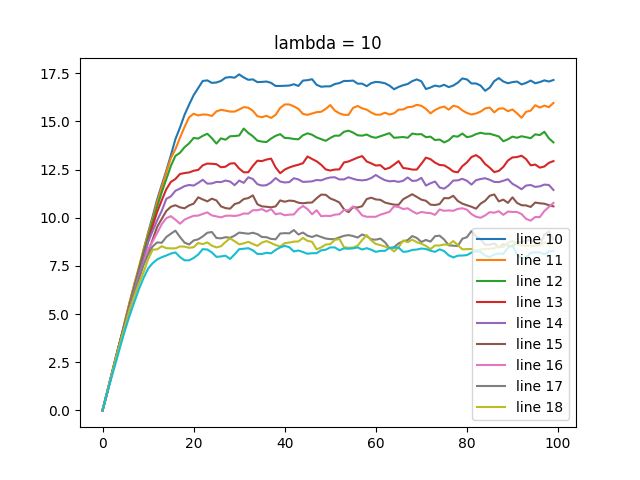 lambda = 10
17.5
15.0
12.5
10.0
7.5
5.0
2.5
0.0
0 20 40 60 80 100
line 10
line 11
line 12
line 13
line 14
line 15
line 16
line 17
line 18